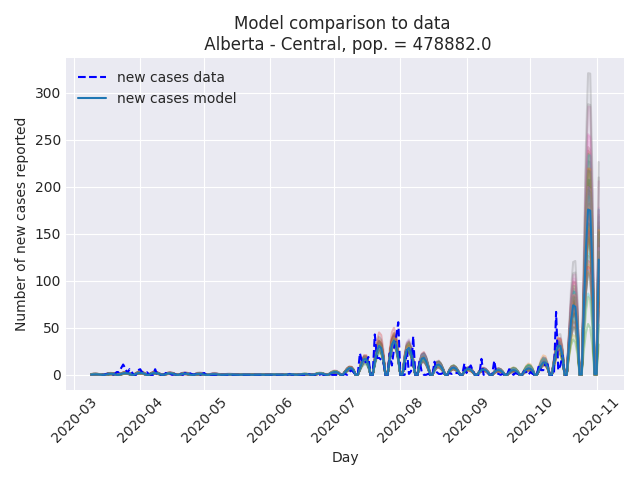 Model comparison to data
Alberta - Central, pop. = 478882.0
new cases data
new cases model
Number of new cases reported
300
250
200
150
100
50
0
2020-03
2020-04
2020-05
2020-06
2020-07
2020-08
2020-09
2020-10
2020-11
Day